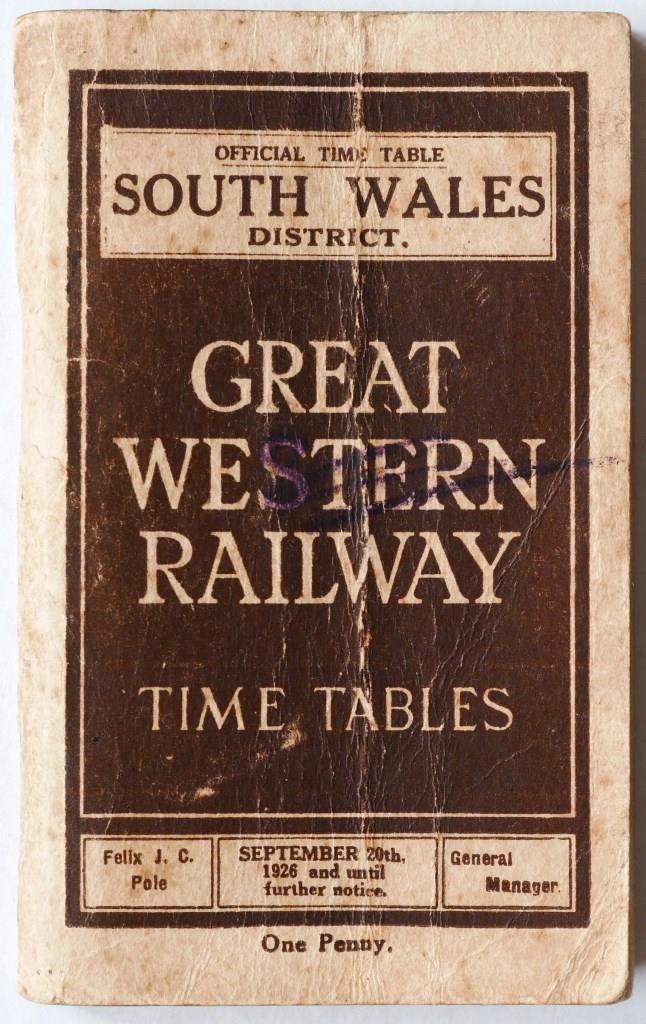 OFFICIAL TIME TABLE
SOUTH WALES
DISTRICT.
GREAT
WESTERN
RAILWAY
TIME TABLES
Felix J. C.
Pole
SEPTEMBER 20th,
1926 and until
further notice.
General
Manager.
One Penny.